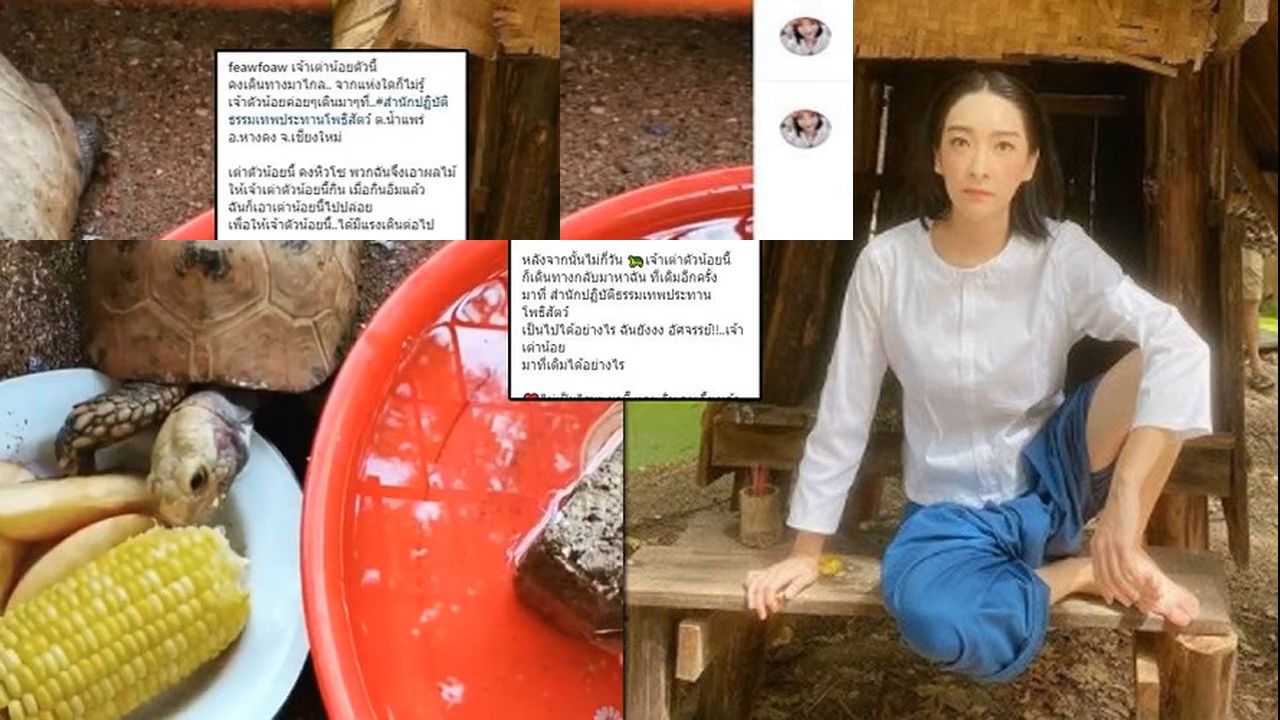 feawfoaw เจ้าเต่าน้อยตัวนี้
คงเดินทางมาไกล.. จากแห่งใดก็ไม่รู้
เจ้าตัวน้อยค่อยๆเดินมาๆที่..#สำนักปฏิบัติ
ธรรมเทพประทานโพธิสัตว์ ต.น้ำแพร่
อ.หางดง จ.เชียงใหม่
เต่าตัวน้อยนี้ คงหิวโซ พวกฉันจึงเอาผลไม้
ให้เจ้าเต่าตัวน้อยนี้กิน เมื่อกินอิ่มแล้ว
ฉันก็เอาเต่าน้อยนี้ไปปล่อย
เพื่อให้เจ้าตัวน้อยนี้..ได้มีแรงเดินต่อไป
หลังจากนั้นไม่กี่วัน 🐢เจ้าเต่าตัวน้อยนี้
ก็เดินทางกลับมาหาฉัน ที่เดิมอีกครั้ง
มาที่ สำนักปฏิบัติธรรมเทพประทาน
โพธิสัตว์
เป็นไปได้อย่างไร ฉันยังงง อัศจรรย์!!..เจ้า
เต่าน้อย
มาที่เดิมได้อย่างไร